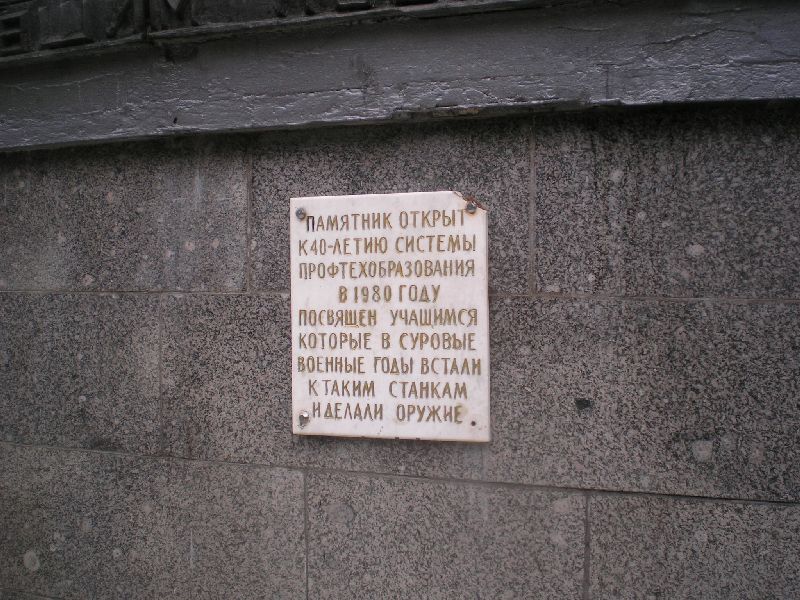 ПАМЯТНИК ОТКРЫТ
К 40-ЛЕТИЮ СИСТЕМЫ
ПРОФТЕХОБРАЗОВАНИЯ
В 1980 ГОДУ
ПОСВЯЩЕН УЧАЩИМСЯ
КОТОРЫЕ В СУРОВЫЕ
ВОЕННЫЕ ГОДЫ ВСТАЛИ
К ТАКИМ СТАНКАМ
И ДЕЛАЛИ ОРУЖИЕ